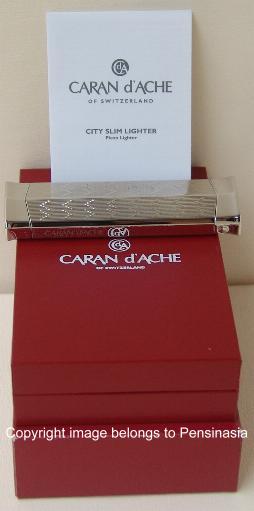 CARAN d'ACHE
OF SWITZERLAND
CITY SLIM LIGHTER
Piezo Lighter
CARAN d'ACHE
CARAN d'ACHE
OF SWITZERLAND
Copyright image belongs to Pensinasia